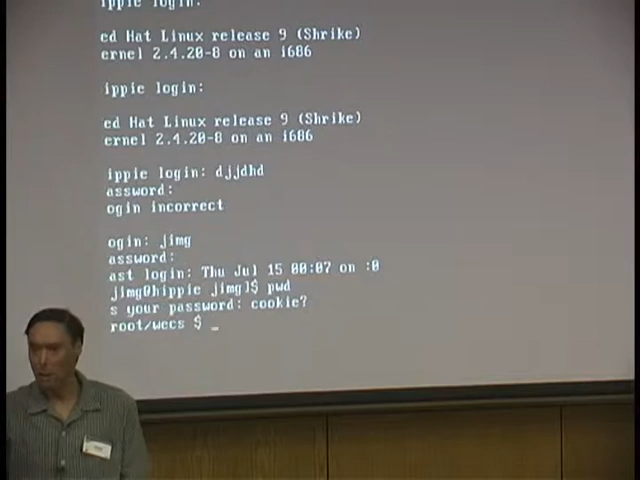 ippie login:
ed Hat Linux release 9 (Shrike)
ernel 2.4.20-8 on an i686
ippie login:
ed Hat Linux release 9 (Shrike)
ernel 2.4.20-8 on an i686
ippie login: djjdhd
assword:
ogin incorrect
ogin: jimg
assword:
ast login: Thu Jul 15 00:07 on :0
jimg@hippie jimg]$ pwd
s your password: cookie?
root/wecs $ _